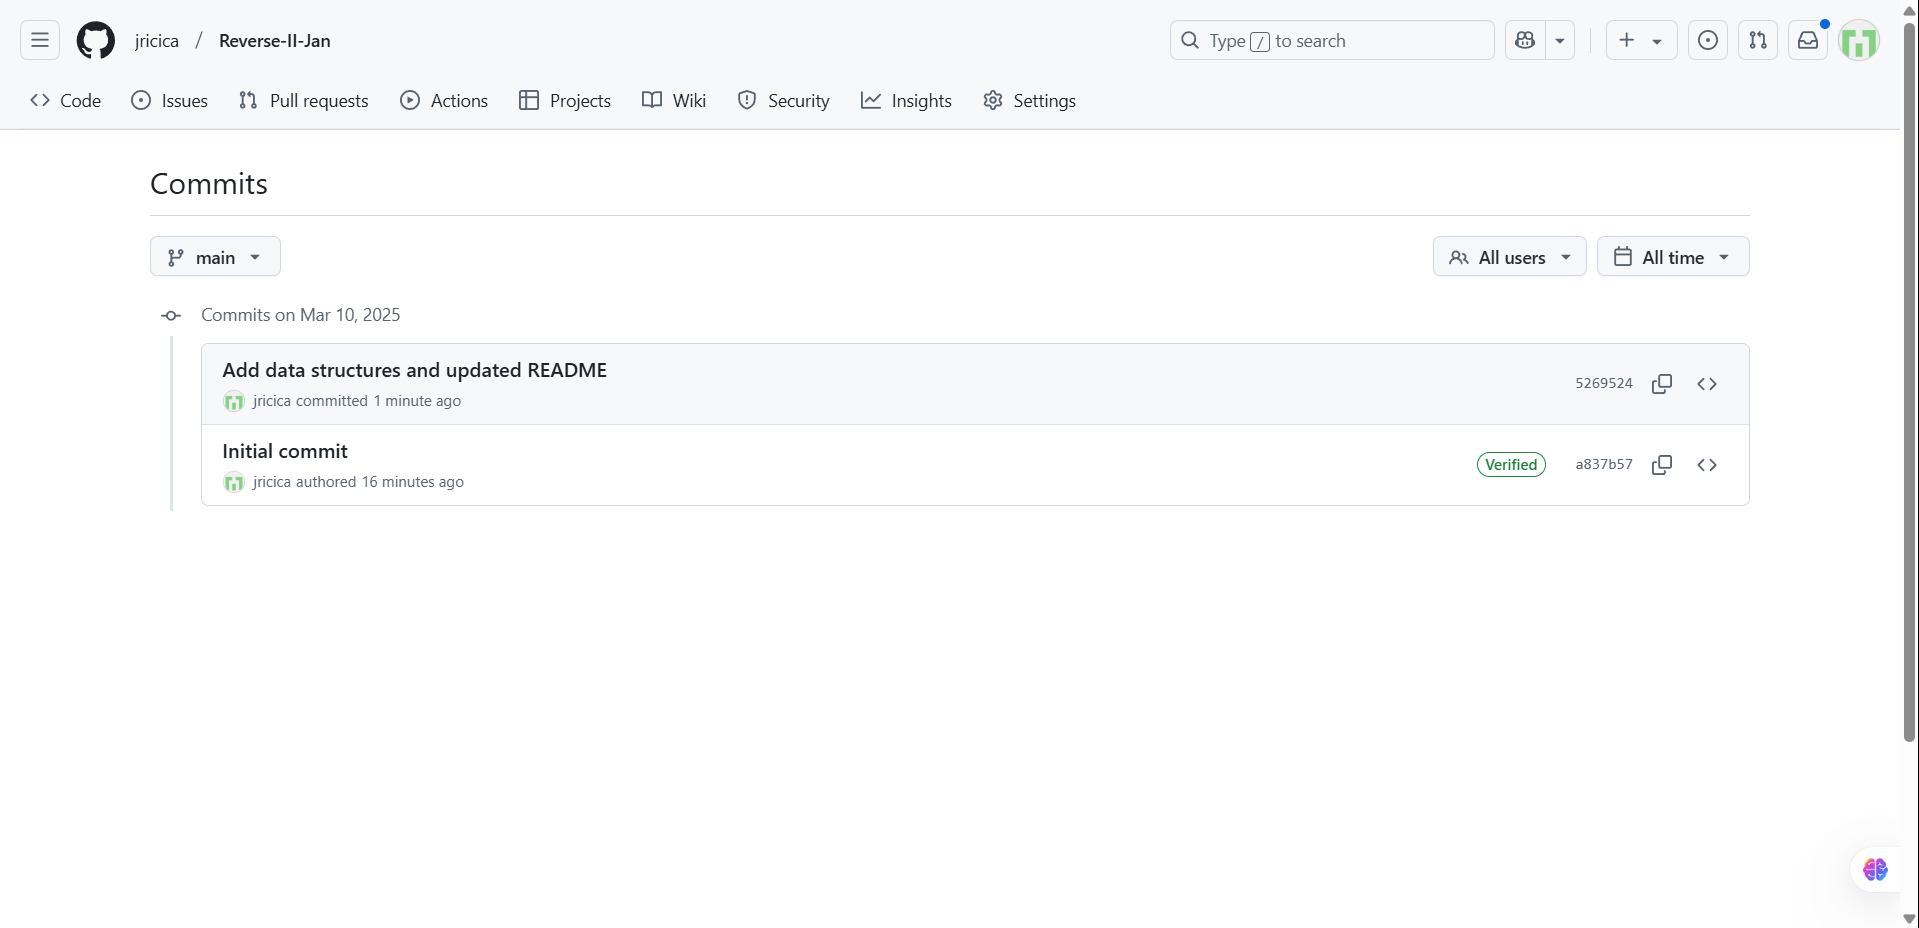 jricica / Reverse-II-Jan
Type / to search
Code Issues Pull requests Actions Projects Wiki Security Insights Settings
Commits
main
All users
All time
Commits on Mar 10, 2025
Add data structures and updated README
jricica committed 1 minute ago
5269524
Initial commit
jricica authored 16 minutes ago
Verified
a837b57